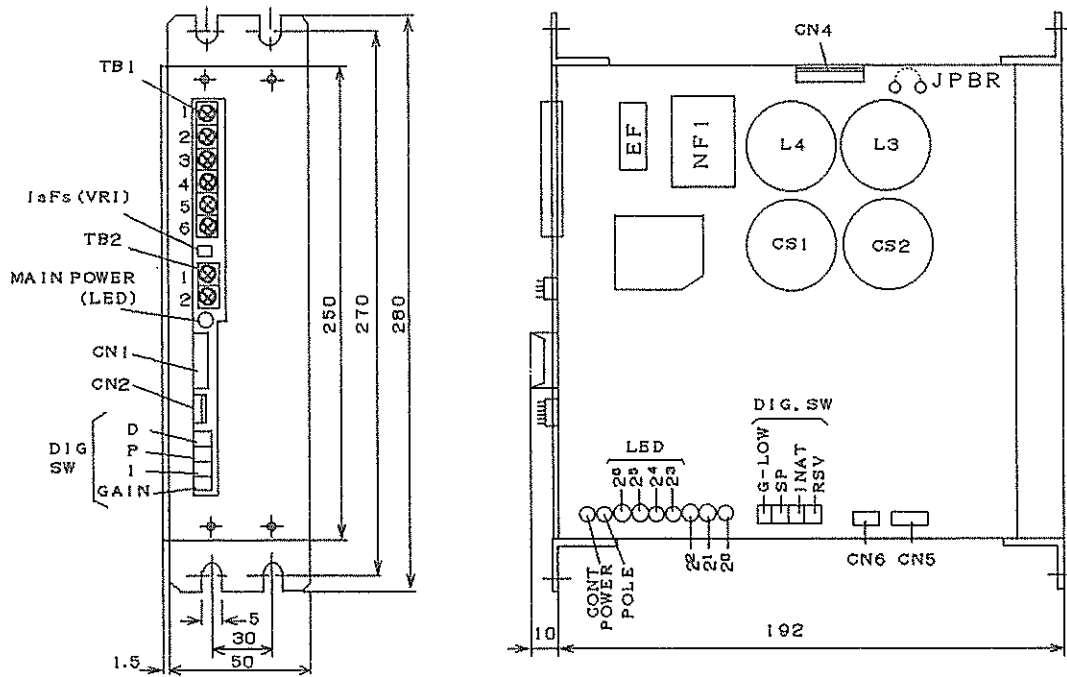 TB1
1
2
3
4
5
6
IaFs (VRI)
TB2
1
2
MAIN POWER
(LED)
CN1
CN2
DIG
SW
D
P
I
GAIN
250
270
280
5
30
50
1.5
CN4
JPBR
EF
NF1
L4
L3
CS1
CS2
DIG. SW
G-LOW
SP
INAT
RSV
LED
2⁶
2⁵
2⁴
2³
2²
2¹
2⁰
CONT
POWER
POLE
CN6
CN5
10
192